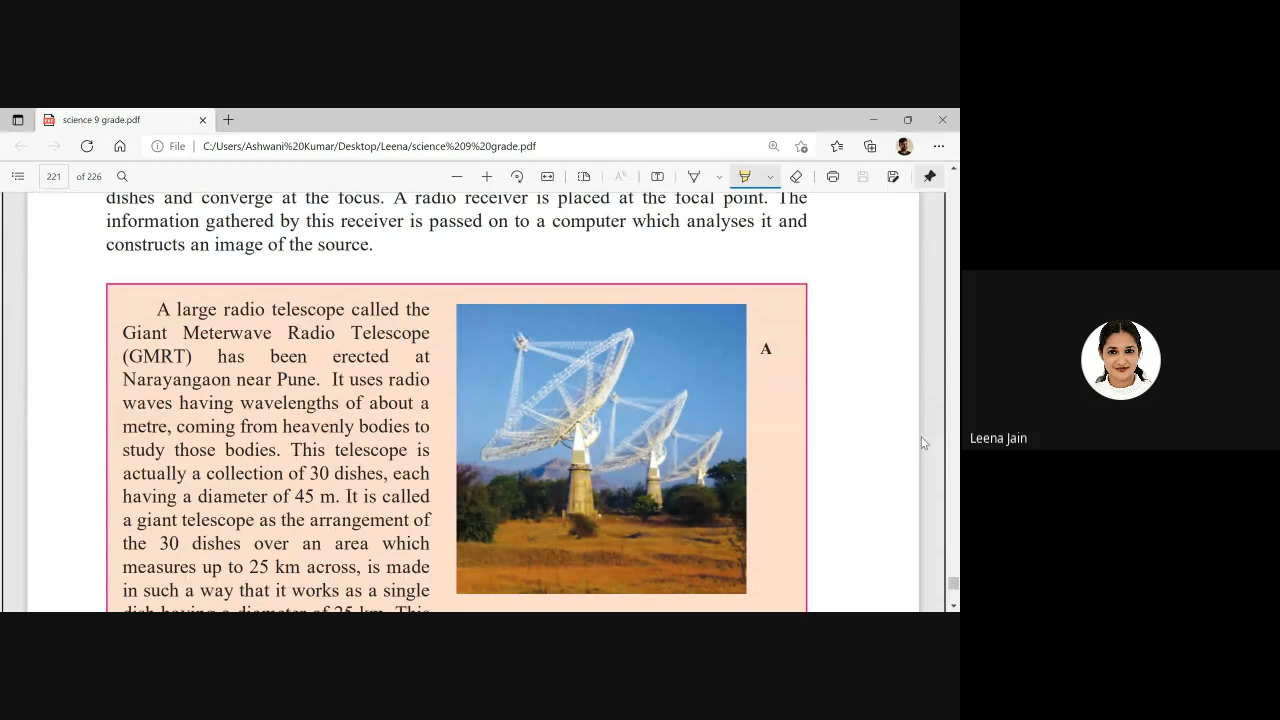 science 9 grade.pdf
File C:/Users/Ashwani%20Kumar/Desktop/Leena/science%209%20grade.pdf
221 of 226
dishes and converge at the focus. A radio receiver is placed at the focal point. The
information gathered by this receiver is passed on to a computer which analyses it and
constructs an image of the source.
A large radio telescope called the
Giant Meterwave Radio Telescope
(GMRT) has been erected at
Narayangaon near Pune. It uses radio
waves having wavelengths of about a
metre, coming from heavenly bodies to
study those bodies. This telescope is
actually a collection of 30 dishes, each
having a diameter of 45 m. It is called
a giant telescope as the arrangement of
the 30 dishes over an area which
measures up to 25 km across, is made
in such a way that it works as a single
dish having a diameter of 25 km. This
A
Leena Jain